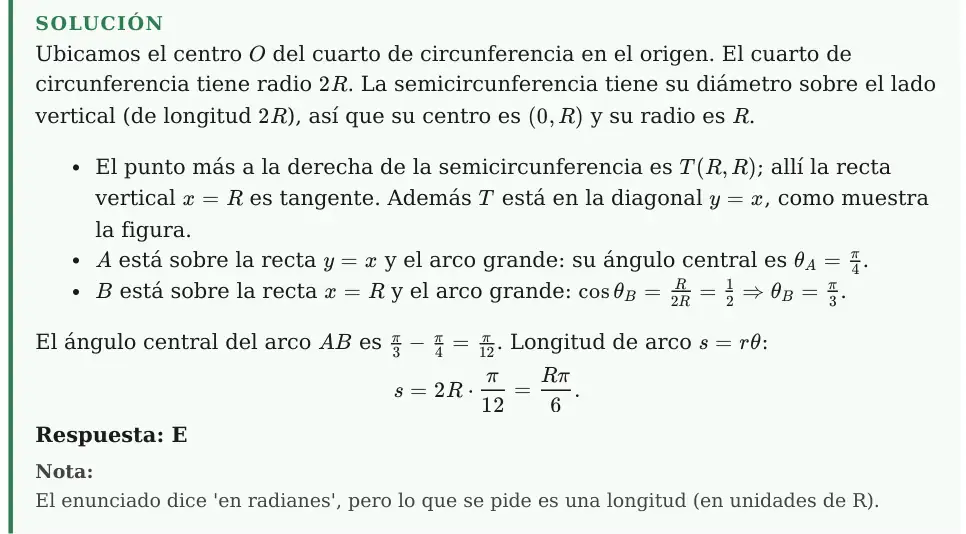 SOLUCIÓN
Ubicamos el centro O del cuarto de circunferencia en el origen. El cuarto de
circunferencia tiene radio 2R. La semicircunferencia tiene su diámetro sobre el lado
vertical (de longitud 2R), así que su centro es (0, R) y su radio es R.
• El punto más a la derecha de la semicircunferencia es T(R, R); allí la recta
vertical x = R es tangente. Además T está en la diagonal y = x, como muestra
la figura.
• A está sobre la recta y = x y el arco grande: su ángulo central es θ_A = π/4.
• B está sobre la recta x = R y el arco grande: cos θ_B = R/2R = 1/2 ⇒ θ_B = π/3.
El ángulo central del arco AB es π/3 − π/4 = π/12. Longitud de arco s = rθ:
s = 2R · π/12 = Rπ/6.
Respuesta: E
Nota:
El enunciado dice 'en radianes', pero lo que se pide es una longitud (en unidades de R).